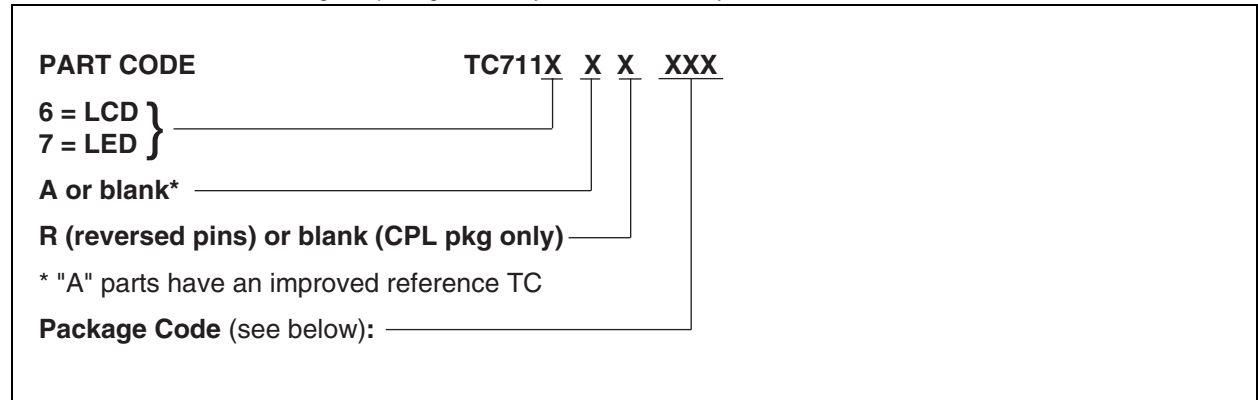 PART CODE TC711X X X XXX
6 = LCD }
7 = LED
A or blank*
R (reversed pins) or blank (CPL pkg only)
* "A" parts have an improved reference TC
Package Code (see below):